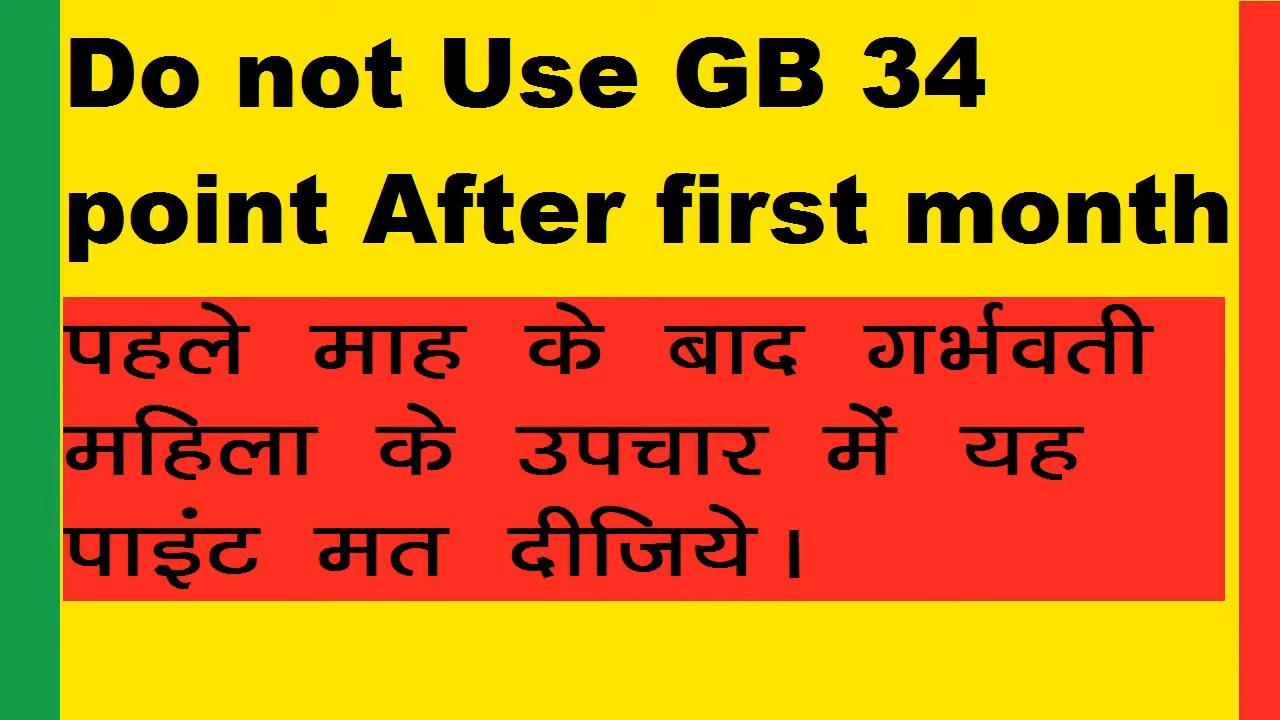 Do not Use GB 34
point After first month
पहले माह के बाद गर्भवती
महिला के उपचार में यह
पाइंट मत दीजिये।